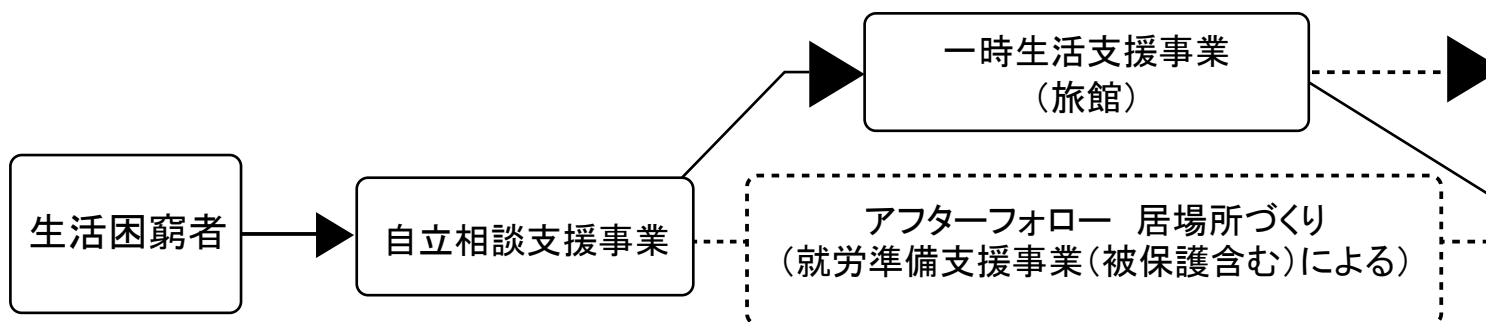 一時生活支援事業
（旅館）
生活困窮者
自立相談支援事業
アフターフォロー　居場所づくり
（就労準備支援事業（被保護含む）による）